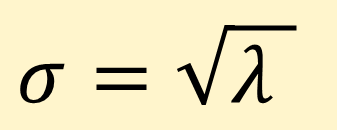 σ = √λ